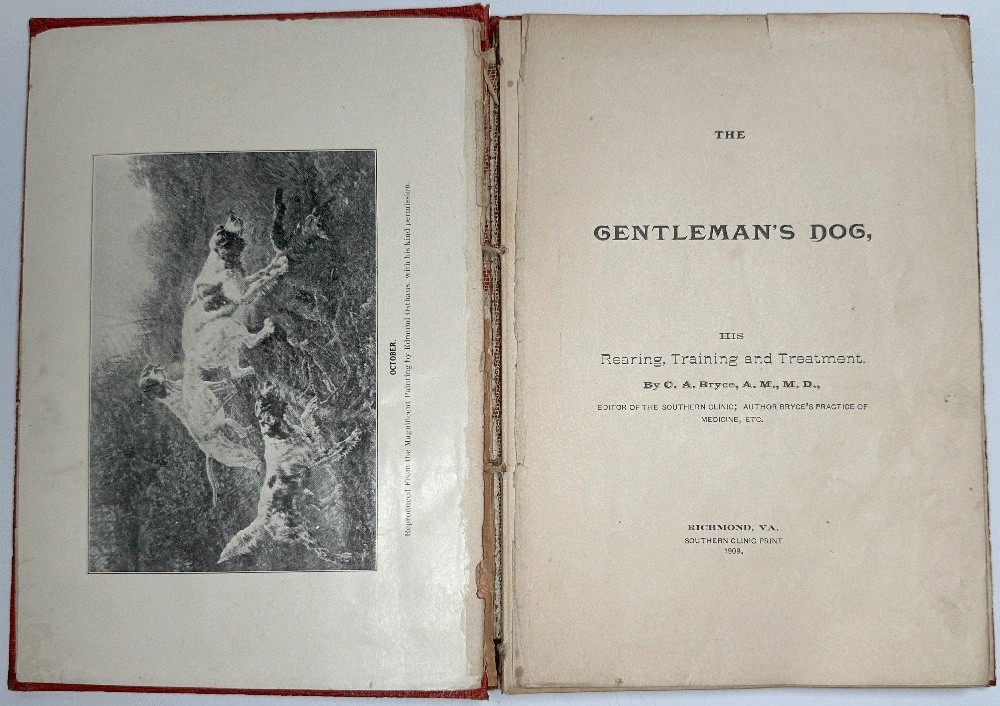 OCTOBER.
Reproduced From the Magnificent Painting by Edmund Osthaus, with his kind permission.
THE
GENTLEMAN'S DOG,
HIS
Rearing, Training and Treatment.
By C. A. Bryce, A. M., M. D.,
EDITOR OF THE SOUTHERN CLINIC; AUTHOR BRYCE'S PRACTICE OF
MEDICINE, ETC.
RICHMOND, VA.
SOUTHERN CLINIC PRINT
1909.